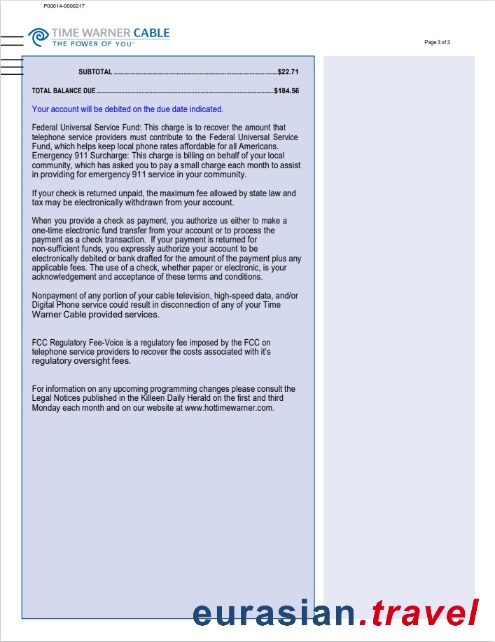 P00014-0000217
TIME WARNER CABLE
THE POWER OF YOU™
Page 3 of 3
SUBTOTAL ........................................................................$22.71
TOTAL BALANCE DUE ........................................................................$184.56
Your account will be debited on the due date indicated.
Federal Universal Service Fund: This charge is to recover the amount that
telephone service providers must contribute to the Federal Universal Service
Fund, which helps keep local phone rates affordable for all Americans.
Emergency 911 Surcharge: This charge is billing on behalf of your local
community, which has asked you to pay a small charge each month to assist
in providing for emergency 911 service in your community.
If your check is returned unpaid, the maximum fee allowed by state law and
tax may be electronically withdrawn from your account.
When you provide a check as payment, you authorize us either to make a
one-time electronic fund transfer from your account or to process the
payment as a check transaction. If your payment is returned for
non-sufficient funds, you expressly authorize your account to be
electronically debited or bank drafted for the amount of the payment plus any
applicable fees. The use of a check, whether paper or electronic, is your
acknowledgement and acceptance of these terms and conditions.
Nonpayment of any portion of your cable television, high-speed data, and/or
Digital Phone service could result in disconnection of any of your Time
Warner Cable provided services.
FCC Regulatory Fee-Voice is a regulatory fee imposed by the FCC on
telephone service providers to recover the costs associated with it's
regulatory oversight fees.
For information on any upcoming programming changes please consult the
Legal Notices published in the Killeen Daily Herald on the first and third
Monday each month and on our website at www.hottimewarner.com.
eurasian.travel